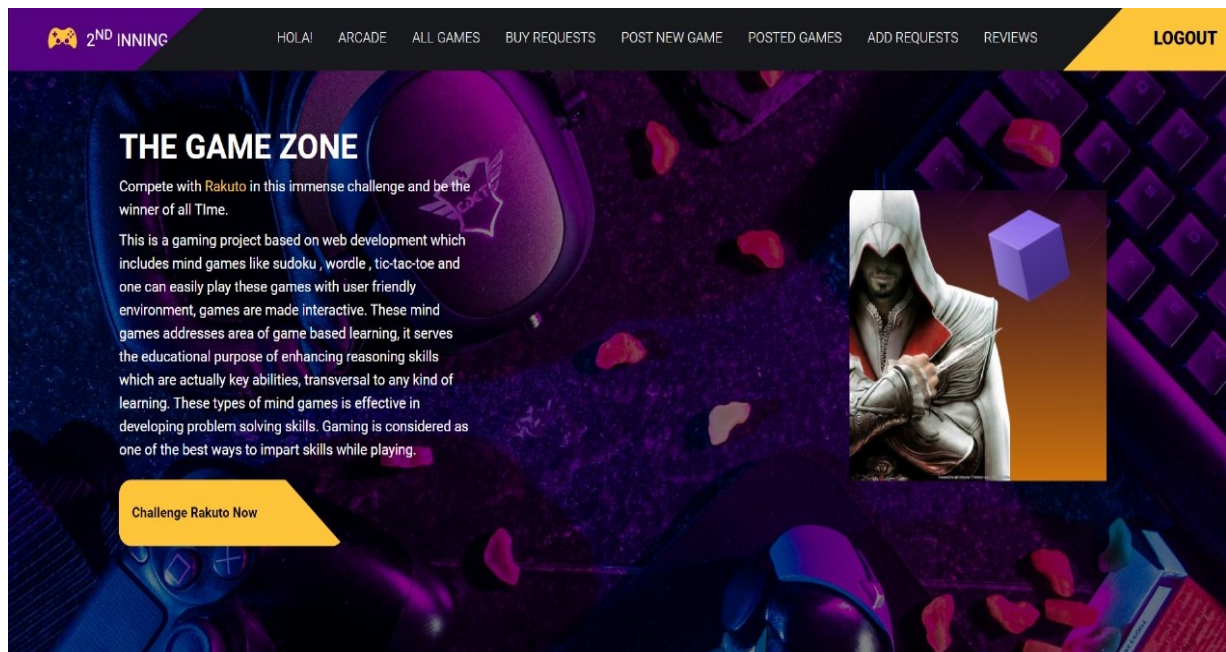 2ND INNING
HOLA!
ARCADE
ALL GAMES
BUY REQUESTS
POST NEW GAME
POSTED GAMES
ADD REQUESTS
REVIEWS
LOGOUT
THE GAME ZONE
Compete with Rakuto in this immense challenge and be the
winner of all TIme.
This is a gaming project based on web development which
includes mind games like sudoku , wordle , tic-tac-toe and
one can easily play these games with user friendly
environment, games are made interactive. These mind
games addresses area of game based learning, it serves
the educational purpose of enhancing reasoning skills
which are actually key abilities, transversal to any kind of
learning. These types of mind games is effective in
developing problem solving skills. Gaming is considered as
one of the best ways to impart skills while playing.
Challenge Rakuto Now